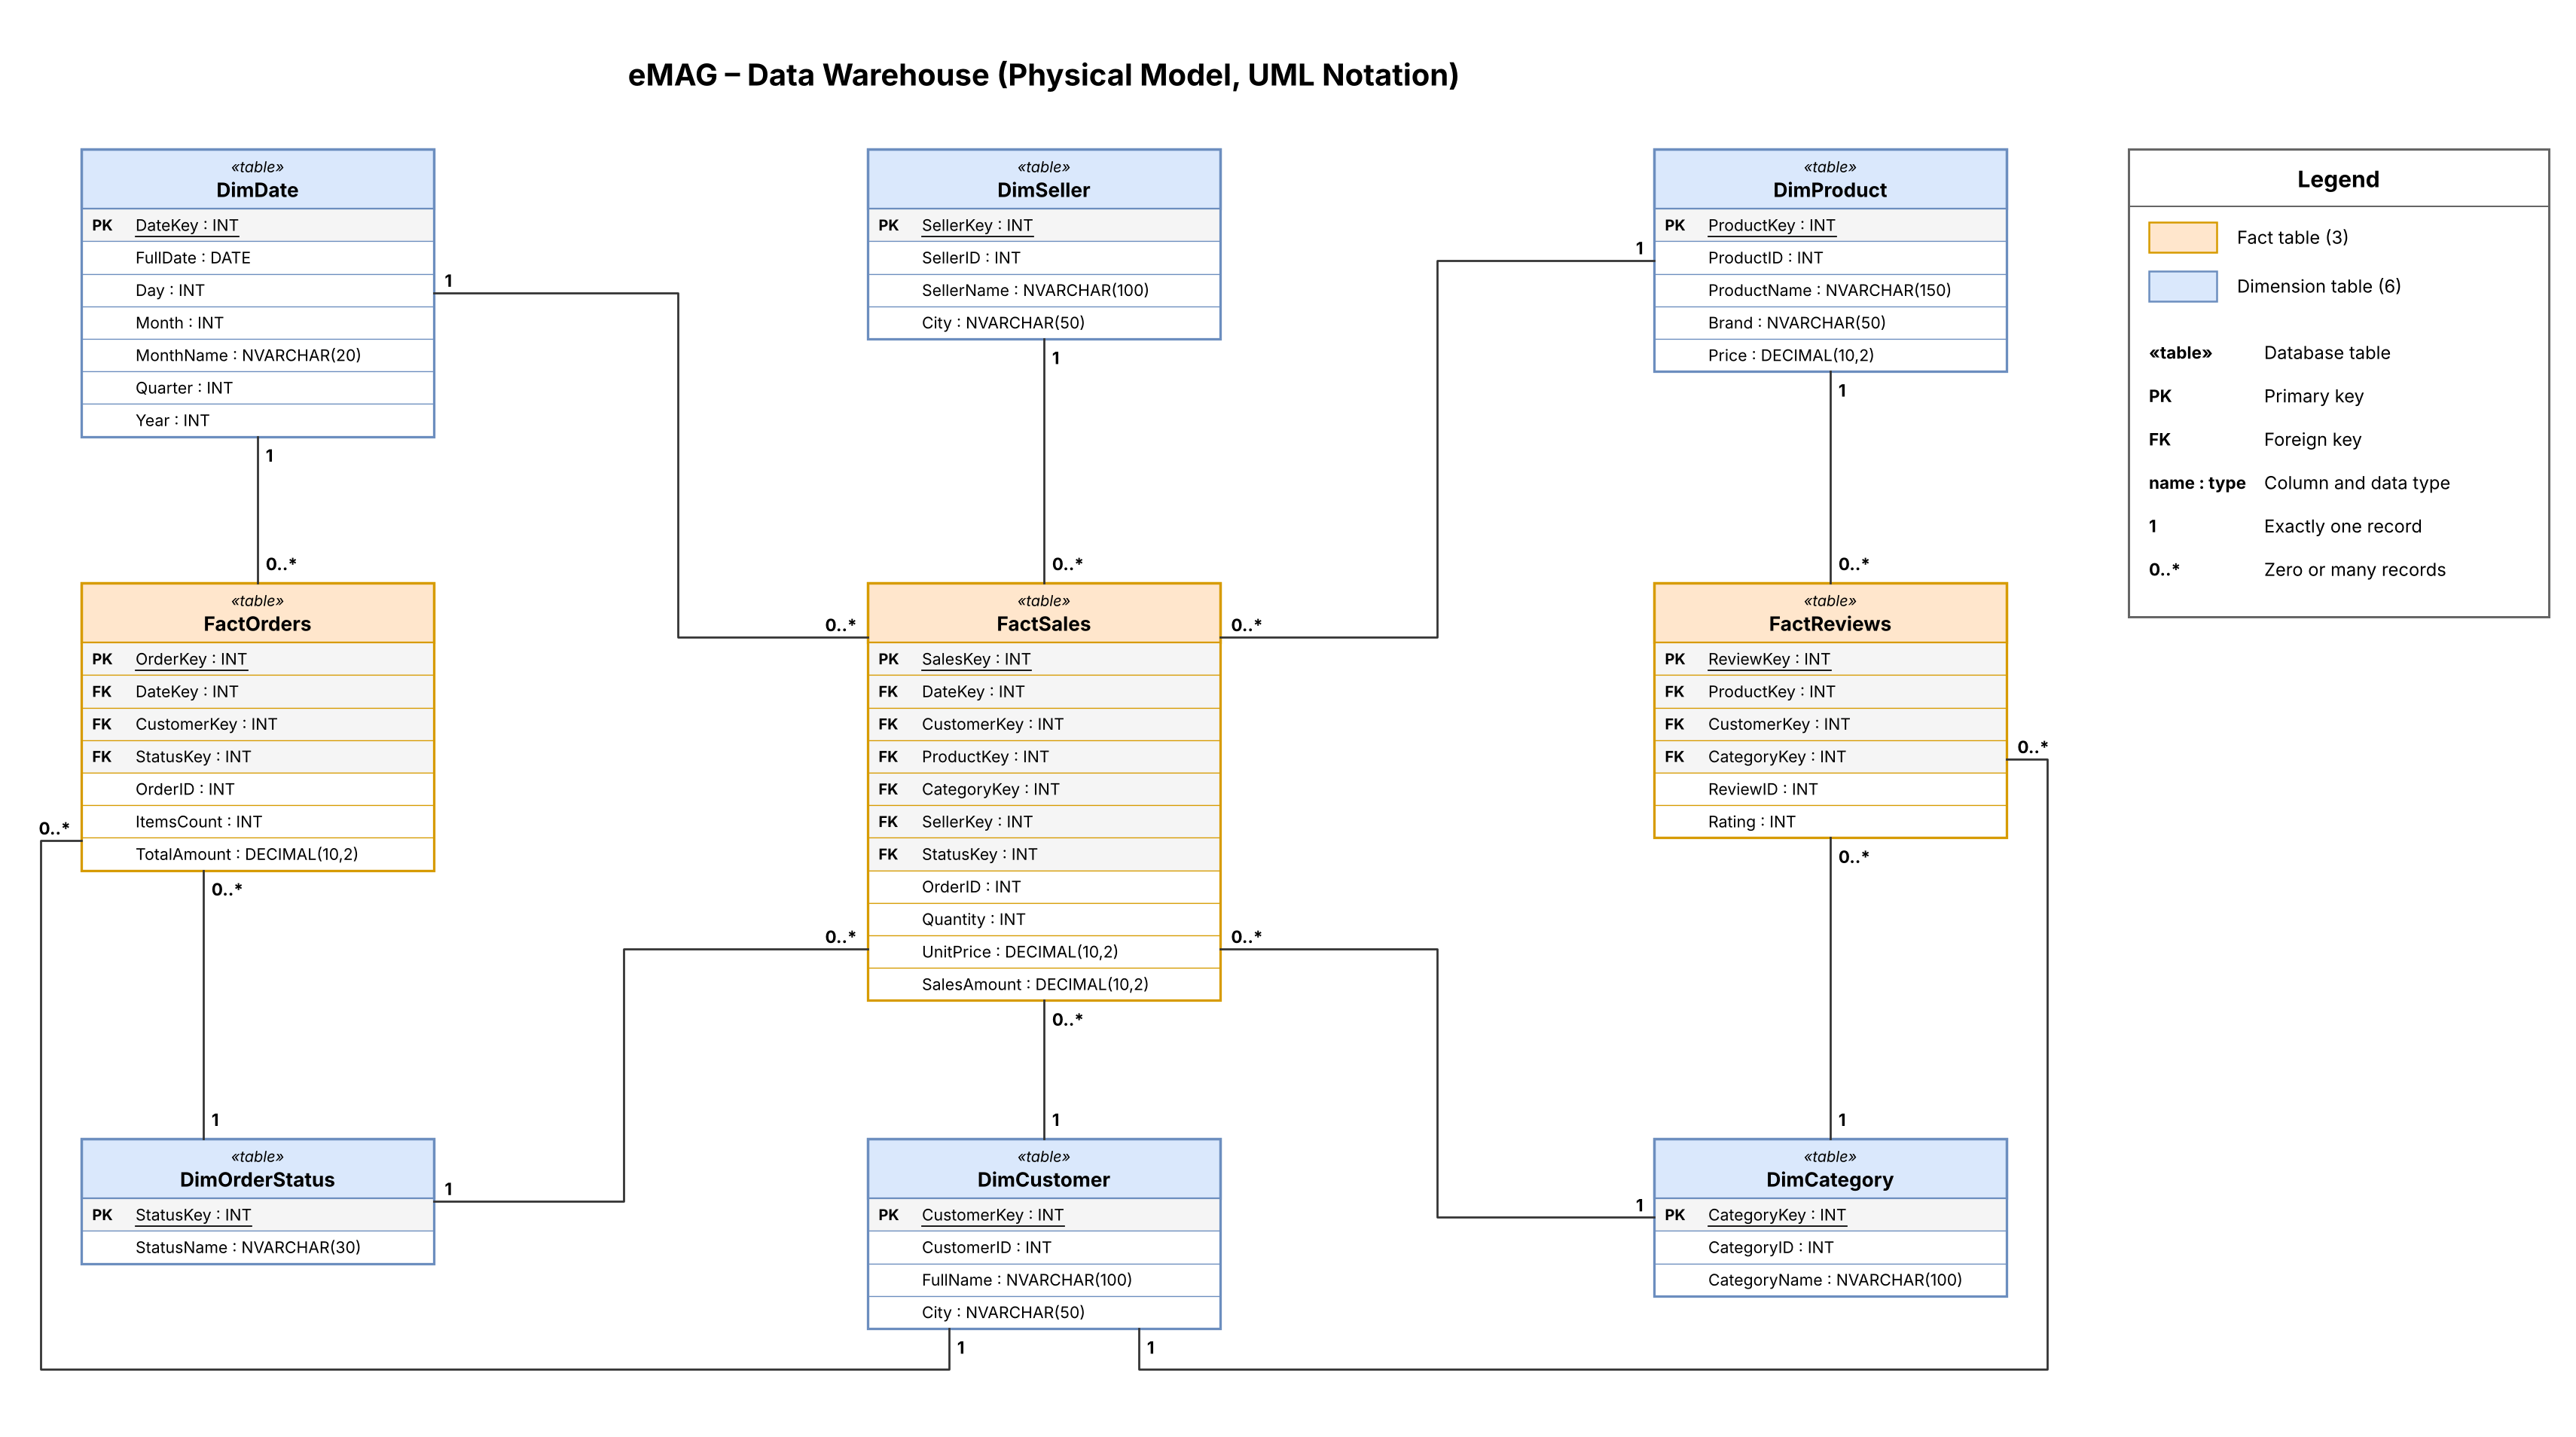 eMAG – Data Warehouse (Physical Model, UML Notation)
«table»
DimDate
PK DateKey : INT
FullDate : DATE
Day : INT
Month : INT
MonthName : NVARCHAR(20)
Quarter : INT
Year : INT
1
1
0..*
«table»
DimSeller
PK SellerKey : INT
SellerID : INT
SellerName : NVARCHAR(100)
City : NVARCHAR(50)
1
0..*
«table»
DimProduct
PK ProductKey : INT
ProductID : INT
ProductName : NVARCHAR(150)
Brand : NVARCHAR(50)
Price : DECIMAL(10,2)
1
1
0..*
Legend
Fact table (3)
Dimension table (6)
«table» Database table
PK Primary key
FK Foreign key
name : type Column and data type
1 Exactly one record
0..* Zero or many records
«table»
FactOrders
PK OrderKey : INT
FK DateKey : INT
FK CustomerKey : INT
FK StatusKey : INT
OrderID : INT
ItemsCount : INT
TotalAmount : DECIMAL(10,2)
0..*
0..*
1
0..*
0..*
«table»
FactSales
PK SalesKey : INT
FK DateKey : INT
FK CustomerKey : INT
FK ProductKey : INT
FK CategoryKey : INT
FK SellerKey : INT
FK StatusKey : INT
OrderID : INT
Quantity : INT
UnitPrice : DECIMAL(10,2)
SalesAmount : DECIMAL(10,2)
0..*
0..*
0..*
1
«table»
FactReviews
PK ReviewKey : INT
FK ProductKey : INT
FK CustomerKey : INT
FK CategoryKey : INT
ReviewID : INT
Rating : INT
0..*
0..*
1
«table»
DimOrderStatus
PK StatusKey : INT
StatusName : NVARCHAR(30)
1
«table»
DimCustomer
PK CustomerKey : INT
CustomerID : INT
FullName : NVARCHAR(100)
City : NVARCHAR(50)
1
1
«table»
DimCategory
PK CategoryKey : INT
CategoryID : INT
CategoryName : NVARCHAR(100)
1